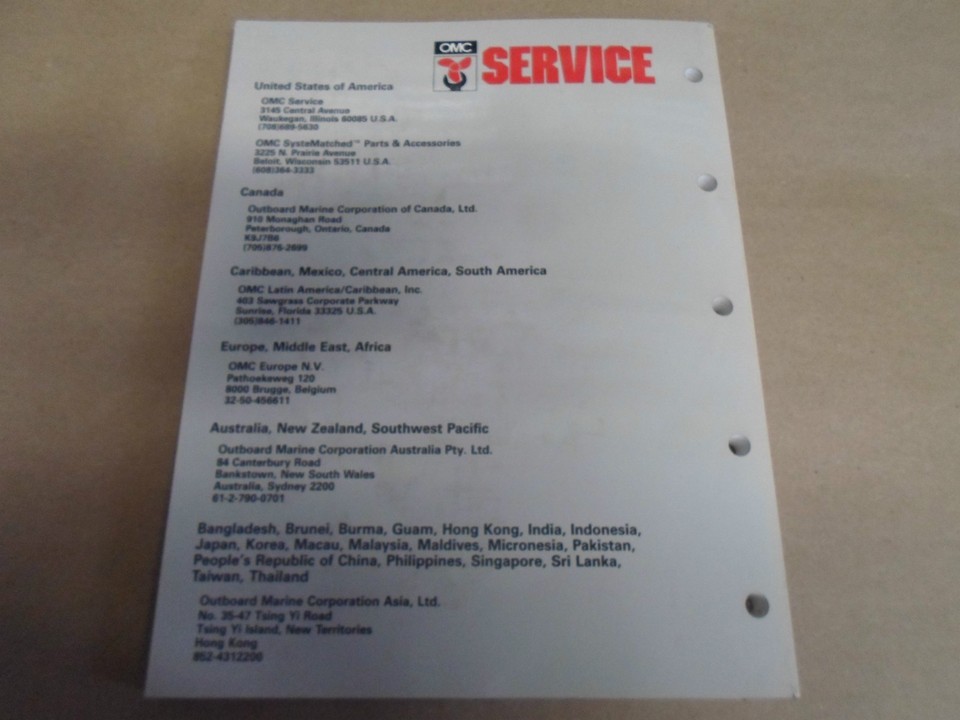 OMC SERVICE
United States of America
OMC Service
3145 Central Avenue
Waukegan, Illinois 60085 U.S.A.
(708)689-5630
OMC SysteMatched™ Parts & Accessories
3225 N. Prairie Avenue
Beloit, Wisconsin 53511 U.S.A.
(608)364-3333
Canada
Outboard Marine Corporation of Canada, Ltd.
910 Monaghan Road
Peterborough, Ontario, Canada
K9J7B6
(705)876-2699
Caribbean, Mexico, Central America, South America
OMC Latin America/Caribbean, Inc.
403 Sawgrass Corporate Parkway
Sunrise, Florida 33325 U.S.A.
(305)846-1411
Europe, Middle East, Africa
OMC Europe N.V.
Pathoekeweg 120
8000 Brugge, Belgium
32-50-456611
Australia, New Zealand, Southwest Pacific
Outboard Marine Corporation Australia Pty. Ltd.
84 Canterbury Road
Bankstown, New South Wales
Australia, Sydney 2200
61-2-790-0701
Bangladesh, Brunei, Burma, Guam, Hong Kong, India, Indonesia,
Japan, Korea, Macau, Malaysia, Maldives, Micronesia, Pakistan,
People's Republic of China, Philippines, Singapore, Sri Lanka,
Taiwan, Thailand
Outboard Marine Corporation Asia, Ltd.
No. 35-47 Tsing Yi Road
Tsing Yi Island, New Territories
Hong Kong
852-4312200